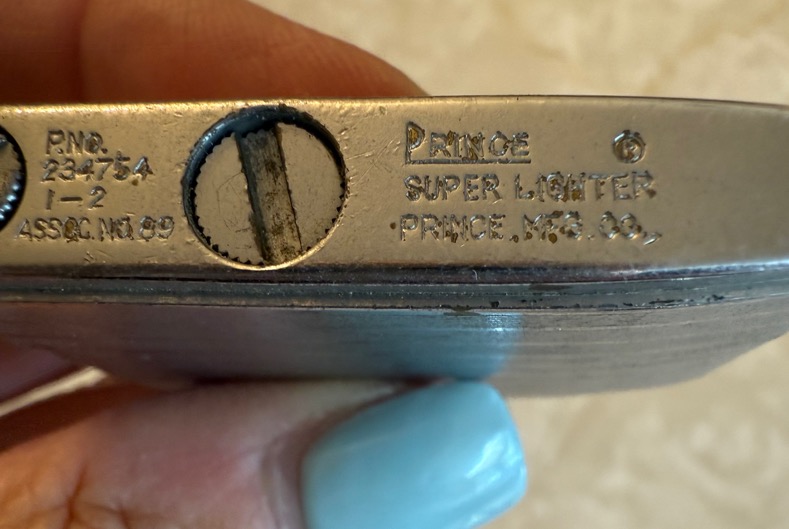 P.NO.
234754
1-2
ASSOC.NO.89
PRINCE ®
SUPER LIGHTER
PRINCE.MFG.CO.,